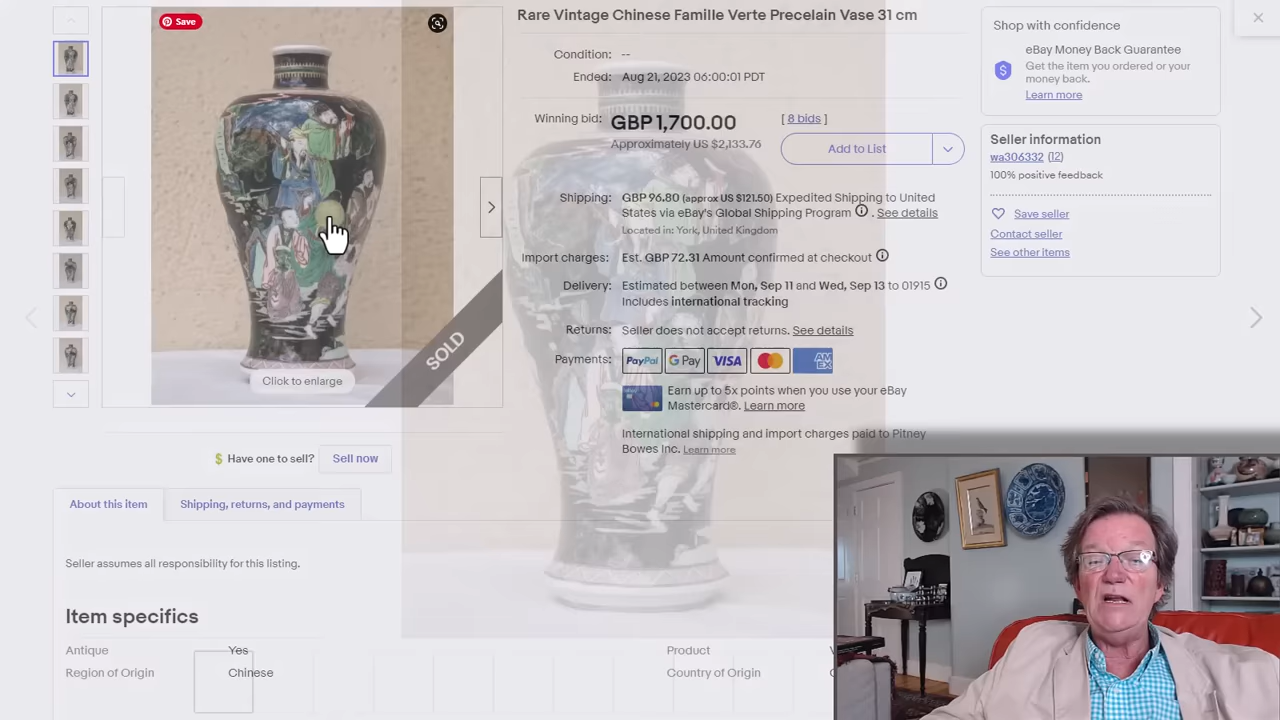 Save
Rare Vintage Chinese Famille Verte Precelain Vase 31 cm
Condition: --
Ended: Aug 21, 2023 06:00:01 PDT
Winning bid: GBP 1,700.00 [ 8 bids ]
Approximately US $2,133.76
Add to List
Shipping: GBP 96.80 (approx US $121.50) Expedited Shipping to United
States via eBay's Global Shipping Program . See details
Located in: York, United Kingdom
Import charges: Est. GBP 72.31 Amount confirmed at checkout
Delivery: Estimated between Mon, Sep 11 and Wed, Sep 13 to 01915
Includes international tracking
Returns: Seller does not accept returns. See details
Payments: PayPal G Pay VISA AM EX
Earn up to 5x points when you use your eBay
Mastercard®. Learn more
International shipping and import charges paid to Pitney
Bowes Inc. Learn more
Shop with confidence
eBay Money Back Guarantee
Get the item you ordered or your
money back.
Learn more
Seller information
wa306332 (12)
100% positive feedback
Save seller
Contact seller
See other items
SOLD
Click to enlarge
Have one to sell? Sell now
About this item
Shipping, returns, and payments
Seller assumes all responsibility for this listing.
Item specifics
Antique Yes Product
Region of Origin Chinese Country of Origin